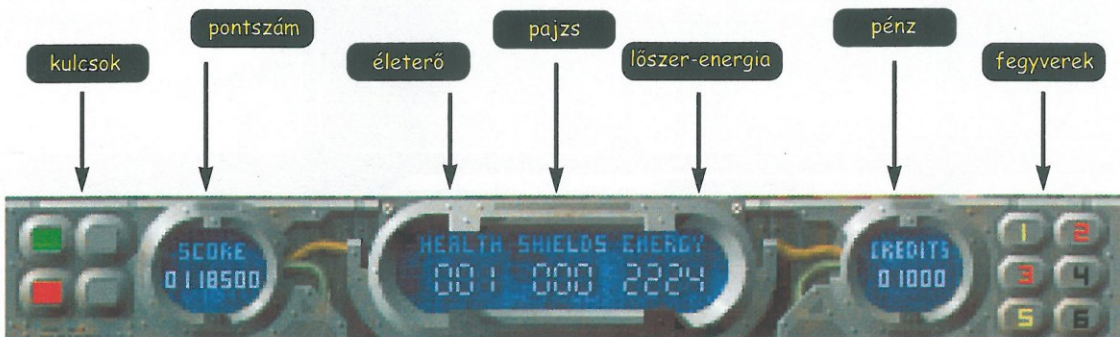 kulcsok
pontszám
életerő
pajzs
lőszer-energia
pénz
fegyverek
SCORE
0118500
HEALTH SHIELDS ENERGY
001 000 2224
CREDITS
01000
1 2
3 4
5 6